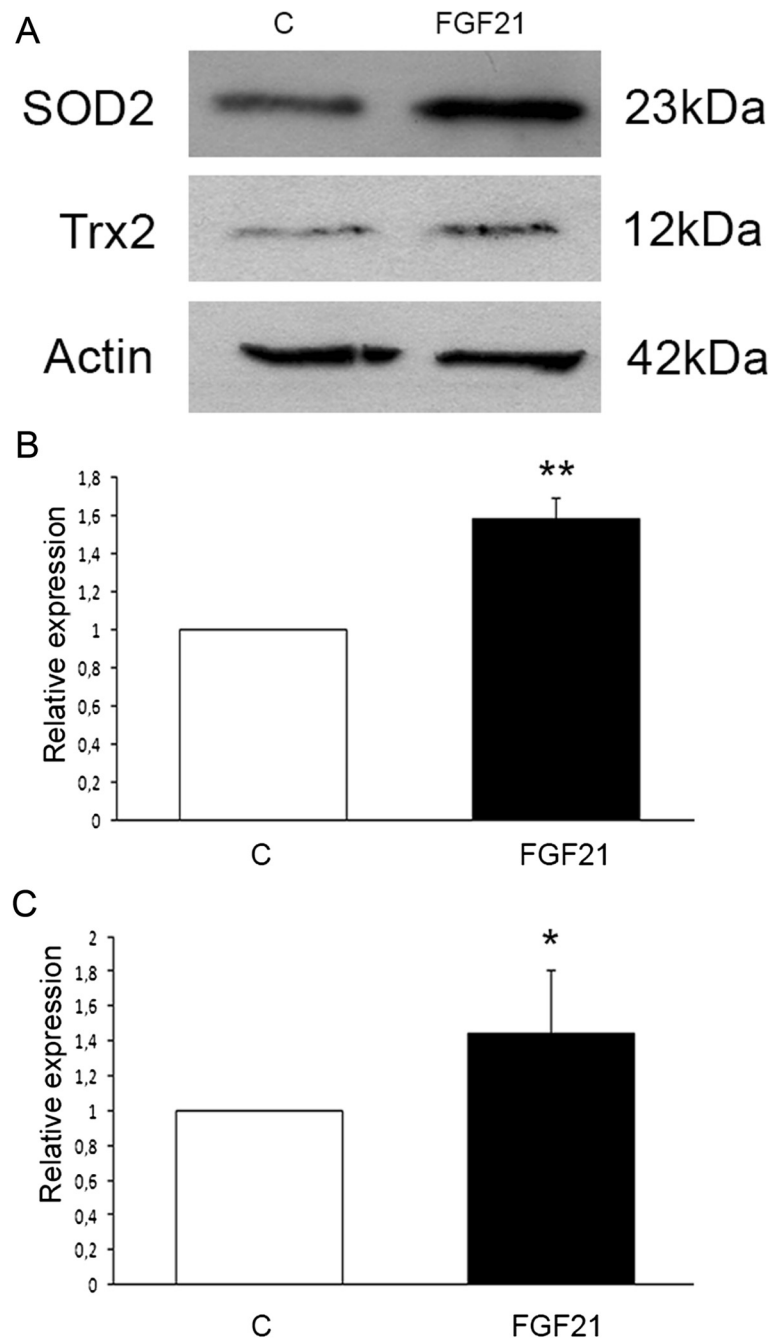 A
C FGF21
SOD2 23kDa
Trx2 12kDa
Actin 42kDa
B
Relative expression
1,8
1,6
1,4
1,2
1
0,8
0,6
0,4
0,2
0
**
C FGF21
C
Relative expression
2
1,8
1,6
1,4
1,2
1
0,8
0,6
0,4
0,2
0
*
C FGF21